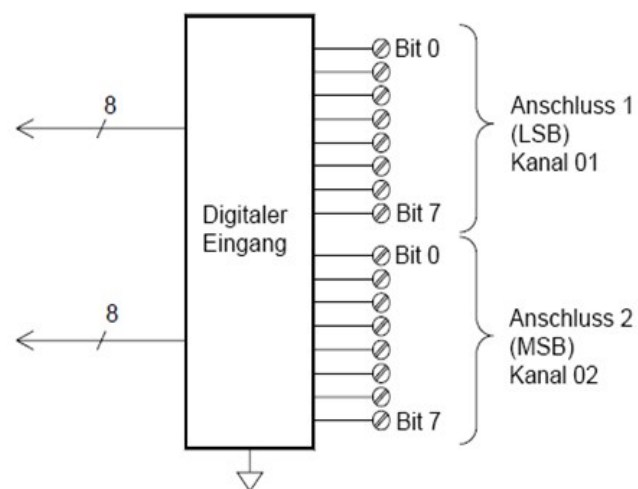 Bit 0
8
Anschluss 1
(LSB)
Kanal 01
Digitaler
Eingang
Bit 7
Bit 0
8
Anschluss 2
(MSB)
Kanal 02
Bit 7